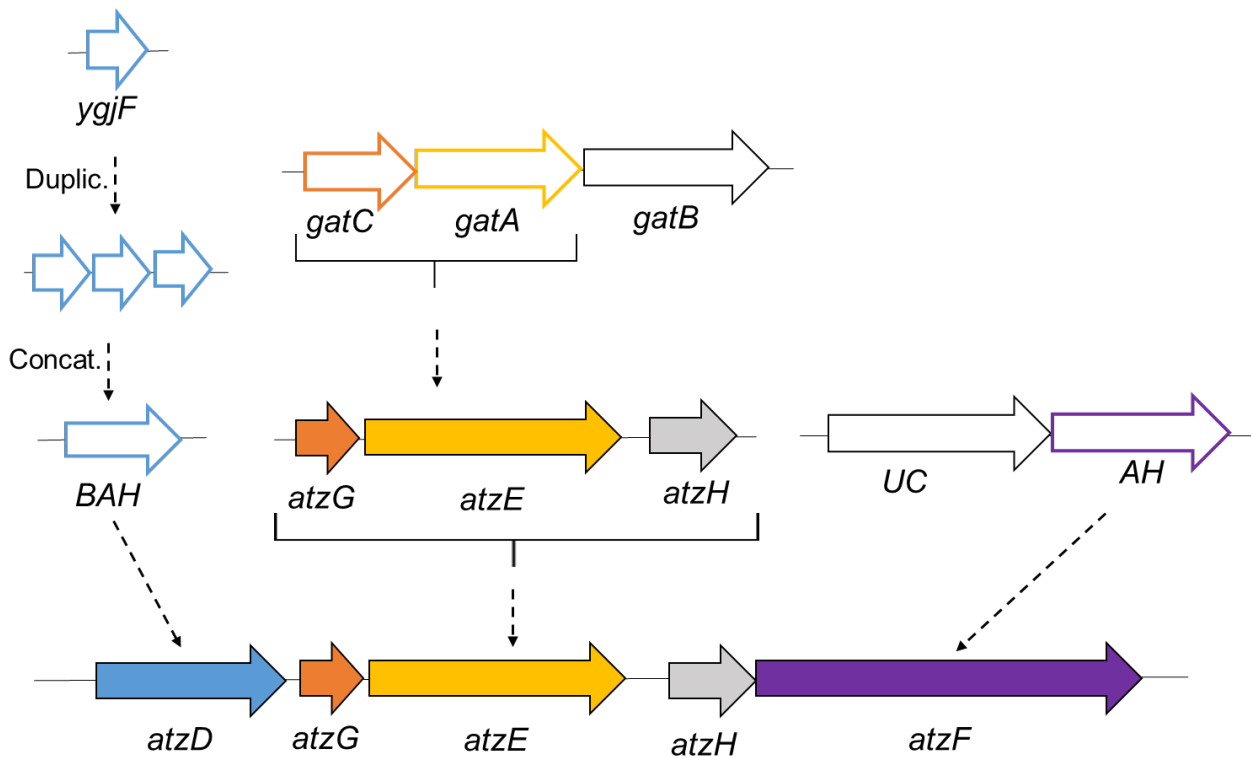 ygjF
Duplic.
gatC gatA gatB
Concat.
BAH atzG atzE atzH UC AH
atzD atzG atzE atzH atzF